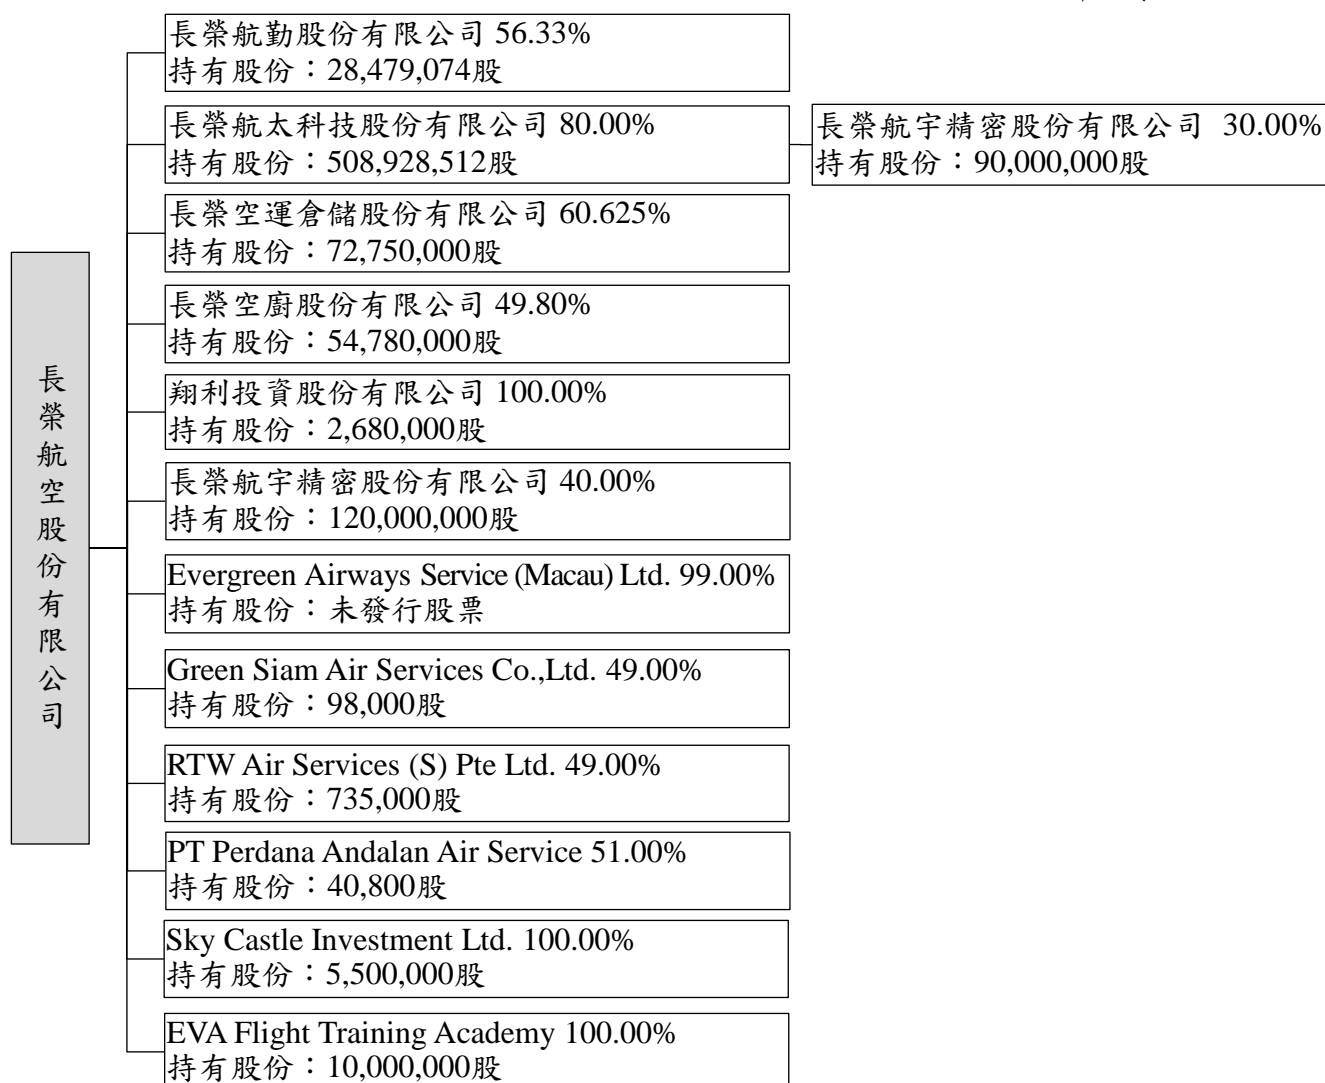 長榮航空股份有限公司
長榮航勤股份有限公司 56.33%
持有股份：28,479,074股
長榮航太科技股份有限公司 80.00%
持有股份：508,928,512股
長榮航宇精密股份有限公司 30.00%
持有股份：90,000,000股
長榮空運倉儲股份有限公司 60.625%
持有股份：72,750,000股
長榮空廚股份有限公司 49.80%
持有股份：54,780,000股
翔利投資股份有限公司 100.00%
持有股份：2,680,000股
長榮航宇精密股份有限公司 40.00%
持有股份：120,000,000股
Evergreen Airways Service (Macau) Ltd. 99.00%
持有股份：未發行股票
Green Siam Air Services Co.,Ltd. 49.00%
持有股份：98,000股
RTW Air Services (S) Pte Ltd. 49.00%
持有股份：735,000股
PT Perdana Andalan Air Service 51.00%
持有股份：40,800股
Sky Castle Investment Ltd. 100.00%
持有股份：5,500,000股
EVA Flight Training Academy 100.00%
持有股份：10,000,000股